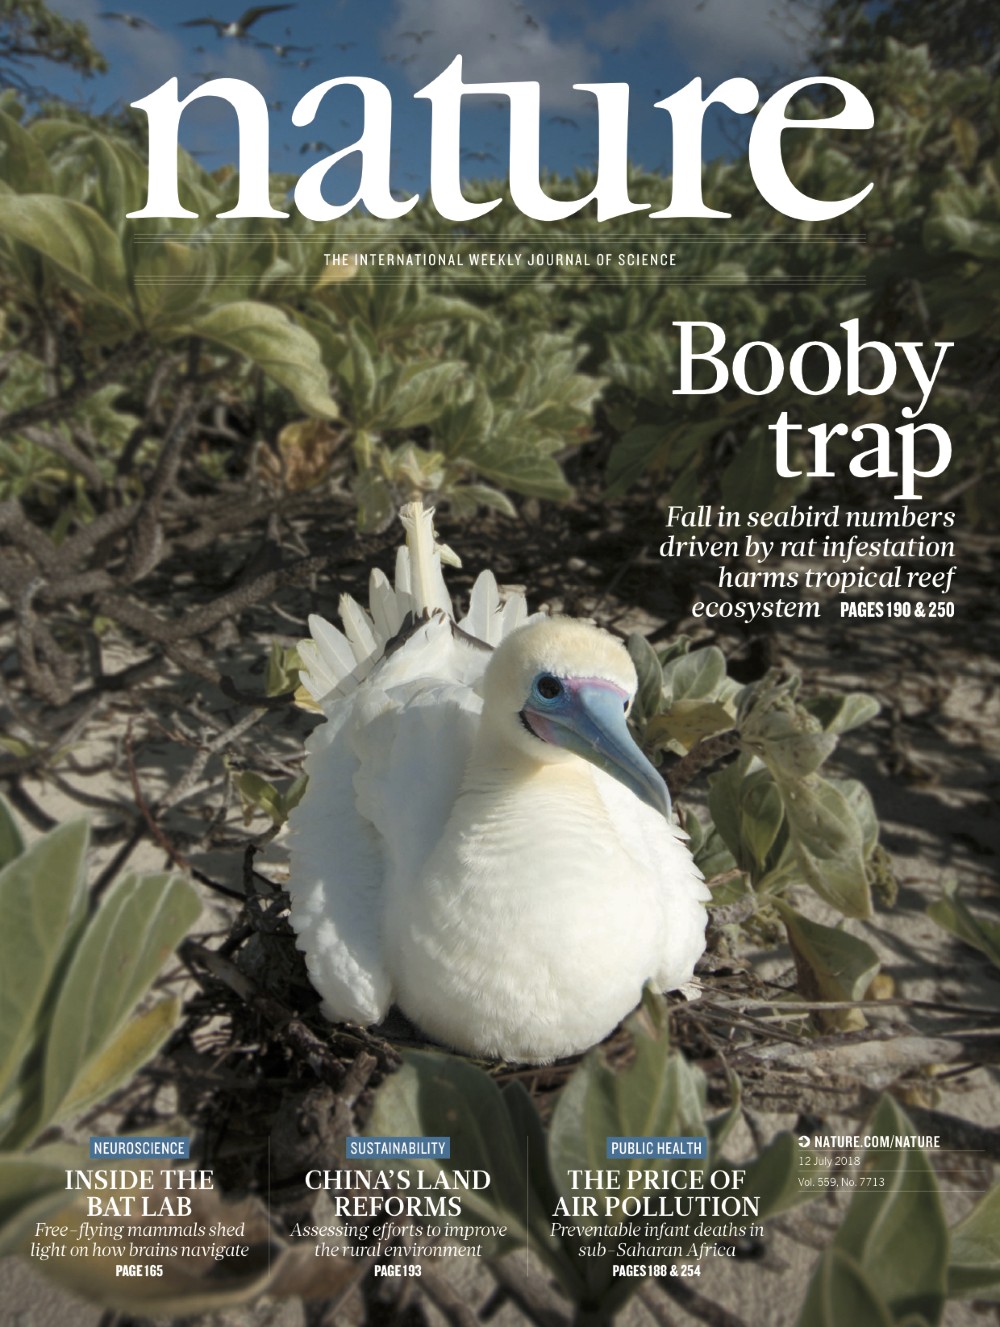 nature
THE INTERNATIONAL WEEKLY JOURNAL OF SCIENCE
Booby
trap
Fall in seabird numbers
driven by rat infestation
harms tropical reef
ecosystem PAGES 190 & 250
NEUROSCIENCE
INSIDE THE
BAT LAB
Free-flying mammals shed
light on how brains navigate
PAGE 165
SUSTAINABILITY
CHINA'S LAND
REFORMS
Assessing efforts to improve
the rural environment
PAGE 193
PUBLIC HEALTH
THE PRICE OF
AIR POLLUTION
Preventable infant deaths in
sub-Saharan Africa
PAGES 188 & 254
NATURE.COM/NATURE
12 July 2018
Vol. 559, No. 7713